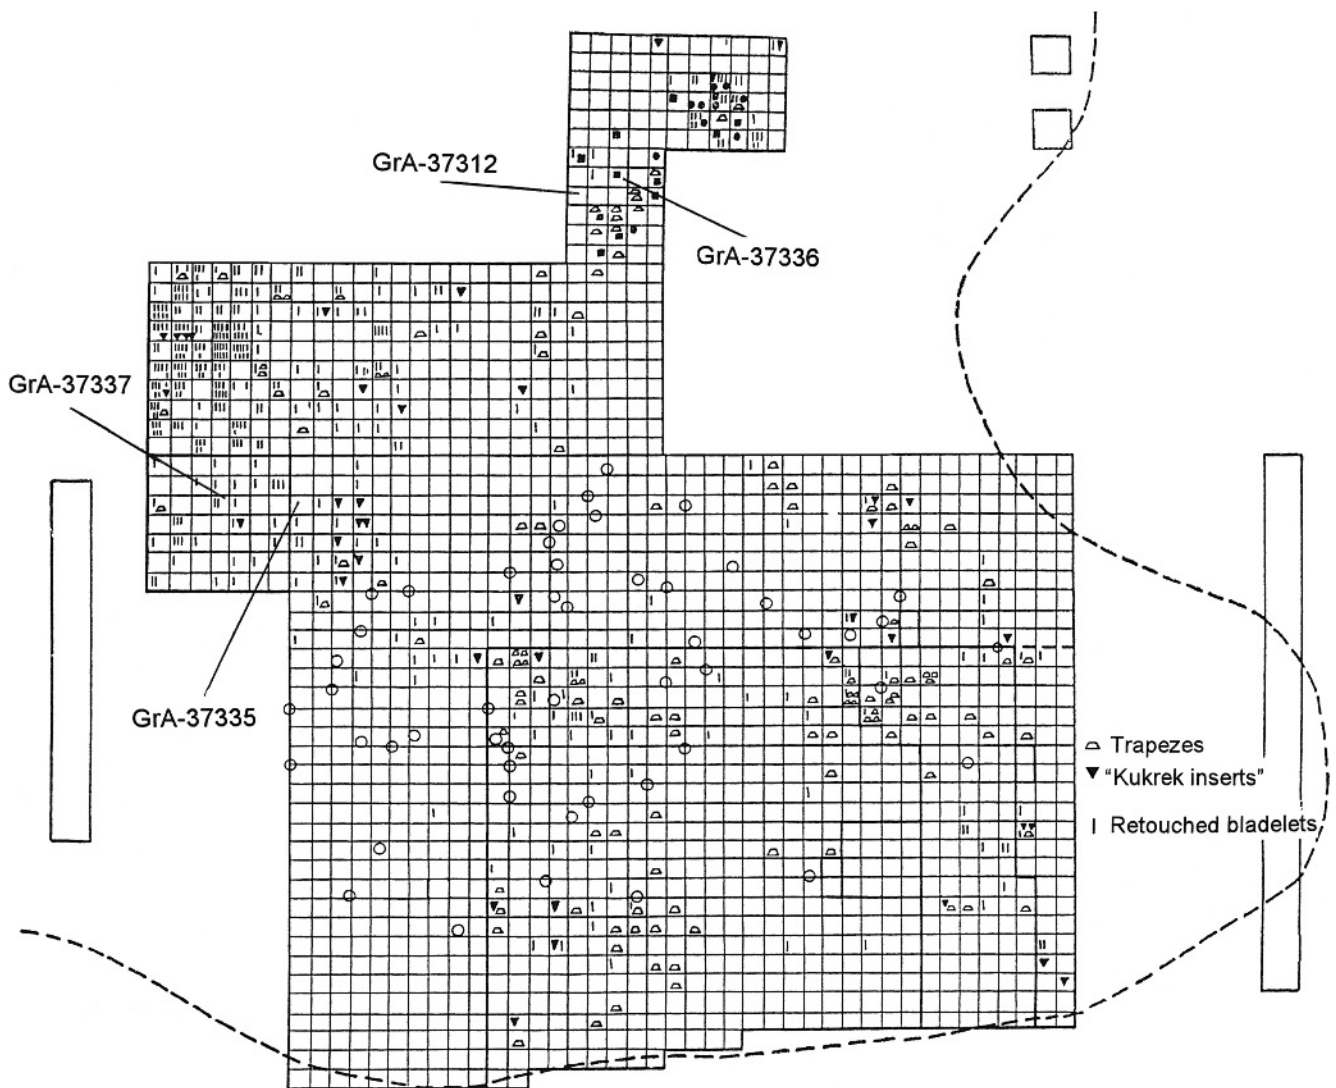 GrA-37312
GrA-37336
GrA-37337
GrA-37335
Trapezes
"Kukrek inserts"
Retouched bladelets